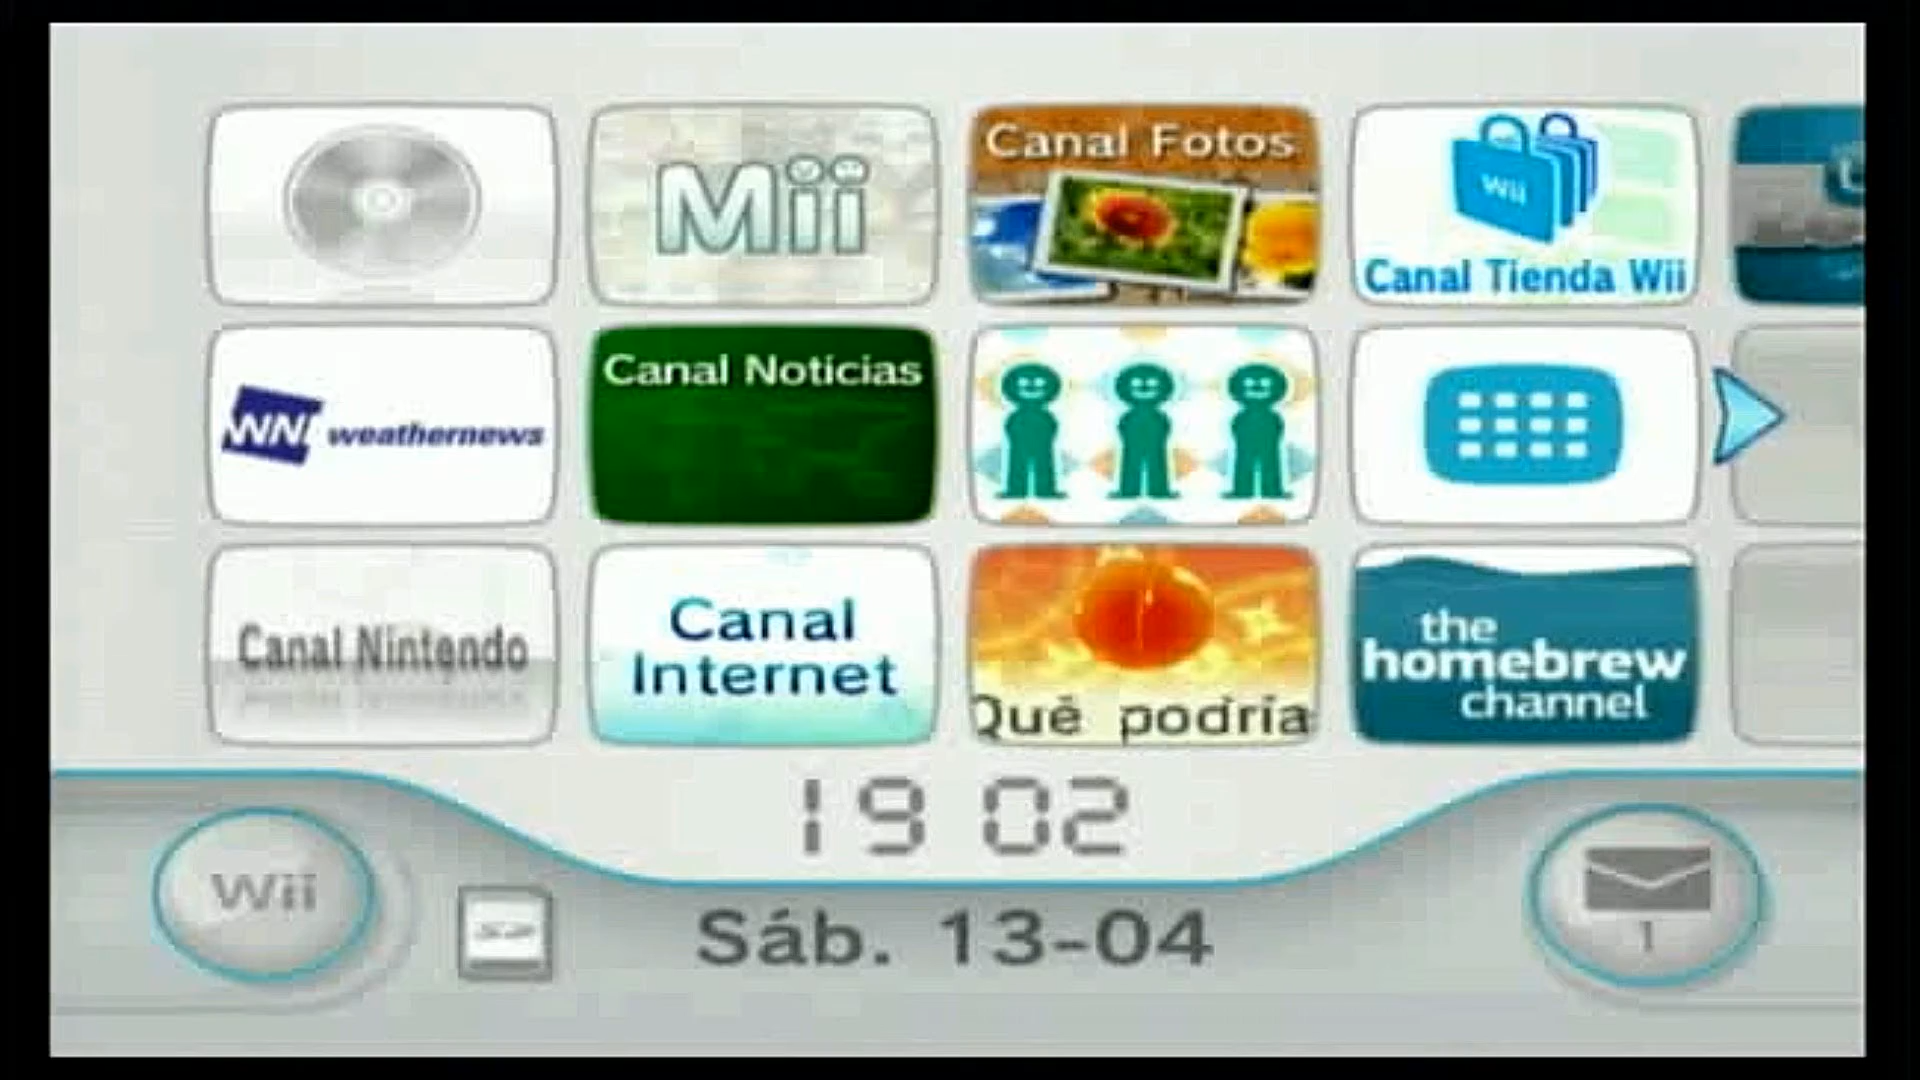 Mii
Canal Fotos
Wii
Canal Tienda Wii
WNI weathernews
Canal Noticias
Canal Nintendo
Canal
Internet
Qué podría
the
homebrew
channel
19 02
Wii
Sáb. 13-04
1